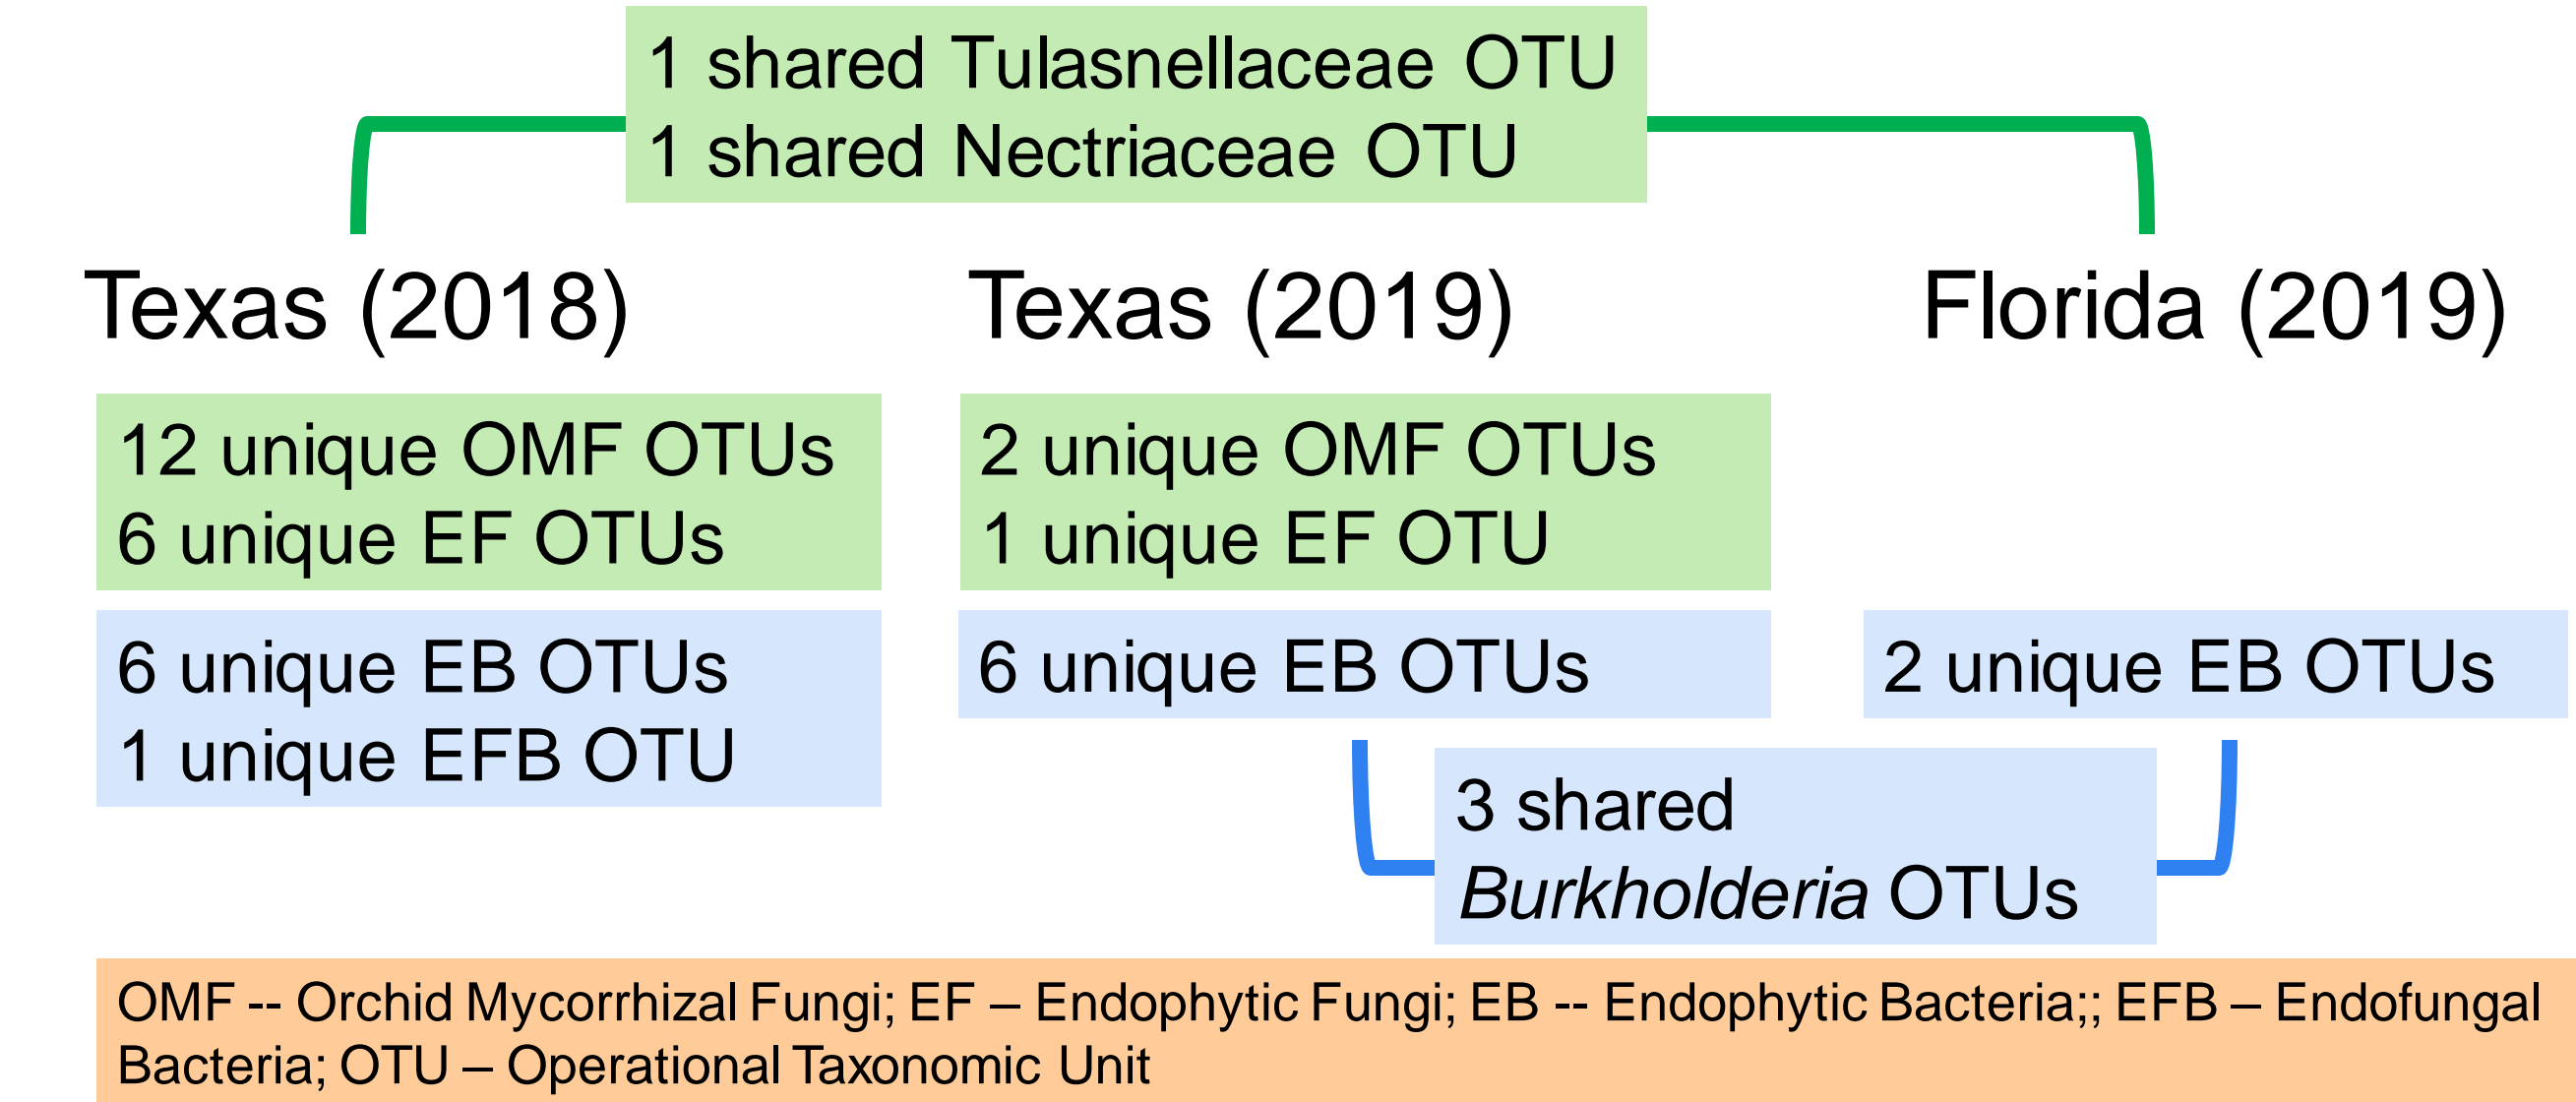 1 shared Tulasnellaceae OTU
1 shared Nectriaceae OTU
Texas (2018)
Texas (2019)
Florida (2019)
12 unique OMF OTUs
6 unique EF OTUs
2 unique OMF OTUs
1 unique EF OTU
6 unique EB OTUs
1 unique EFB OTU
6 unique EB OTUs
2 unique EB OTUs
3 shared
Burkholderia OTUs
OMF -- Orchid Mycorrhizal Fungi; EF – Endophytic Fungi; EB -- Endophytic Bacteria;; EFB – Endofungal
Bacteria; OTU – Operational Taxonomic Unit